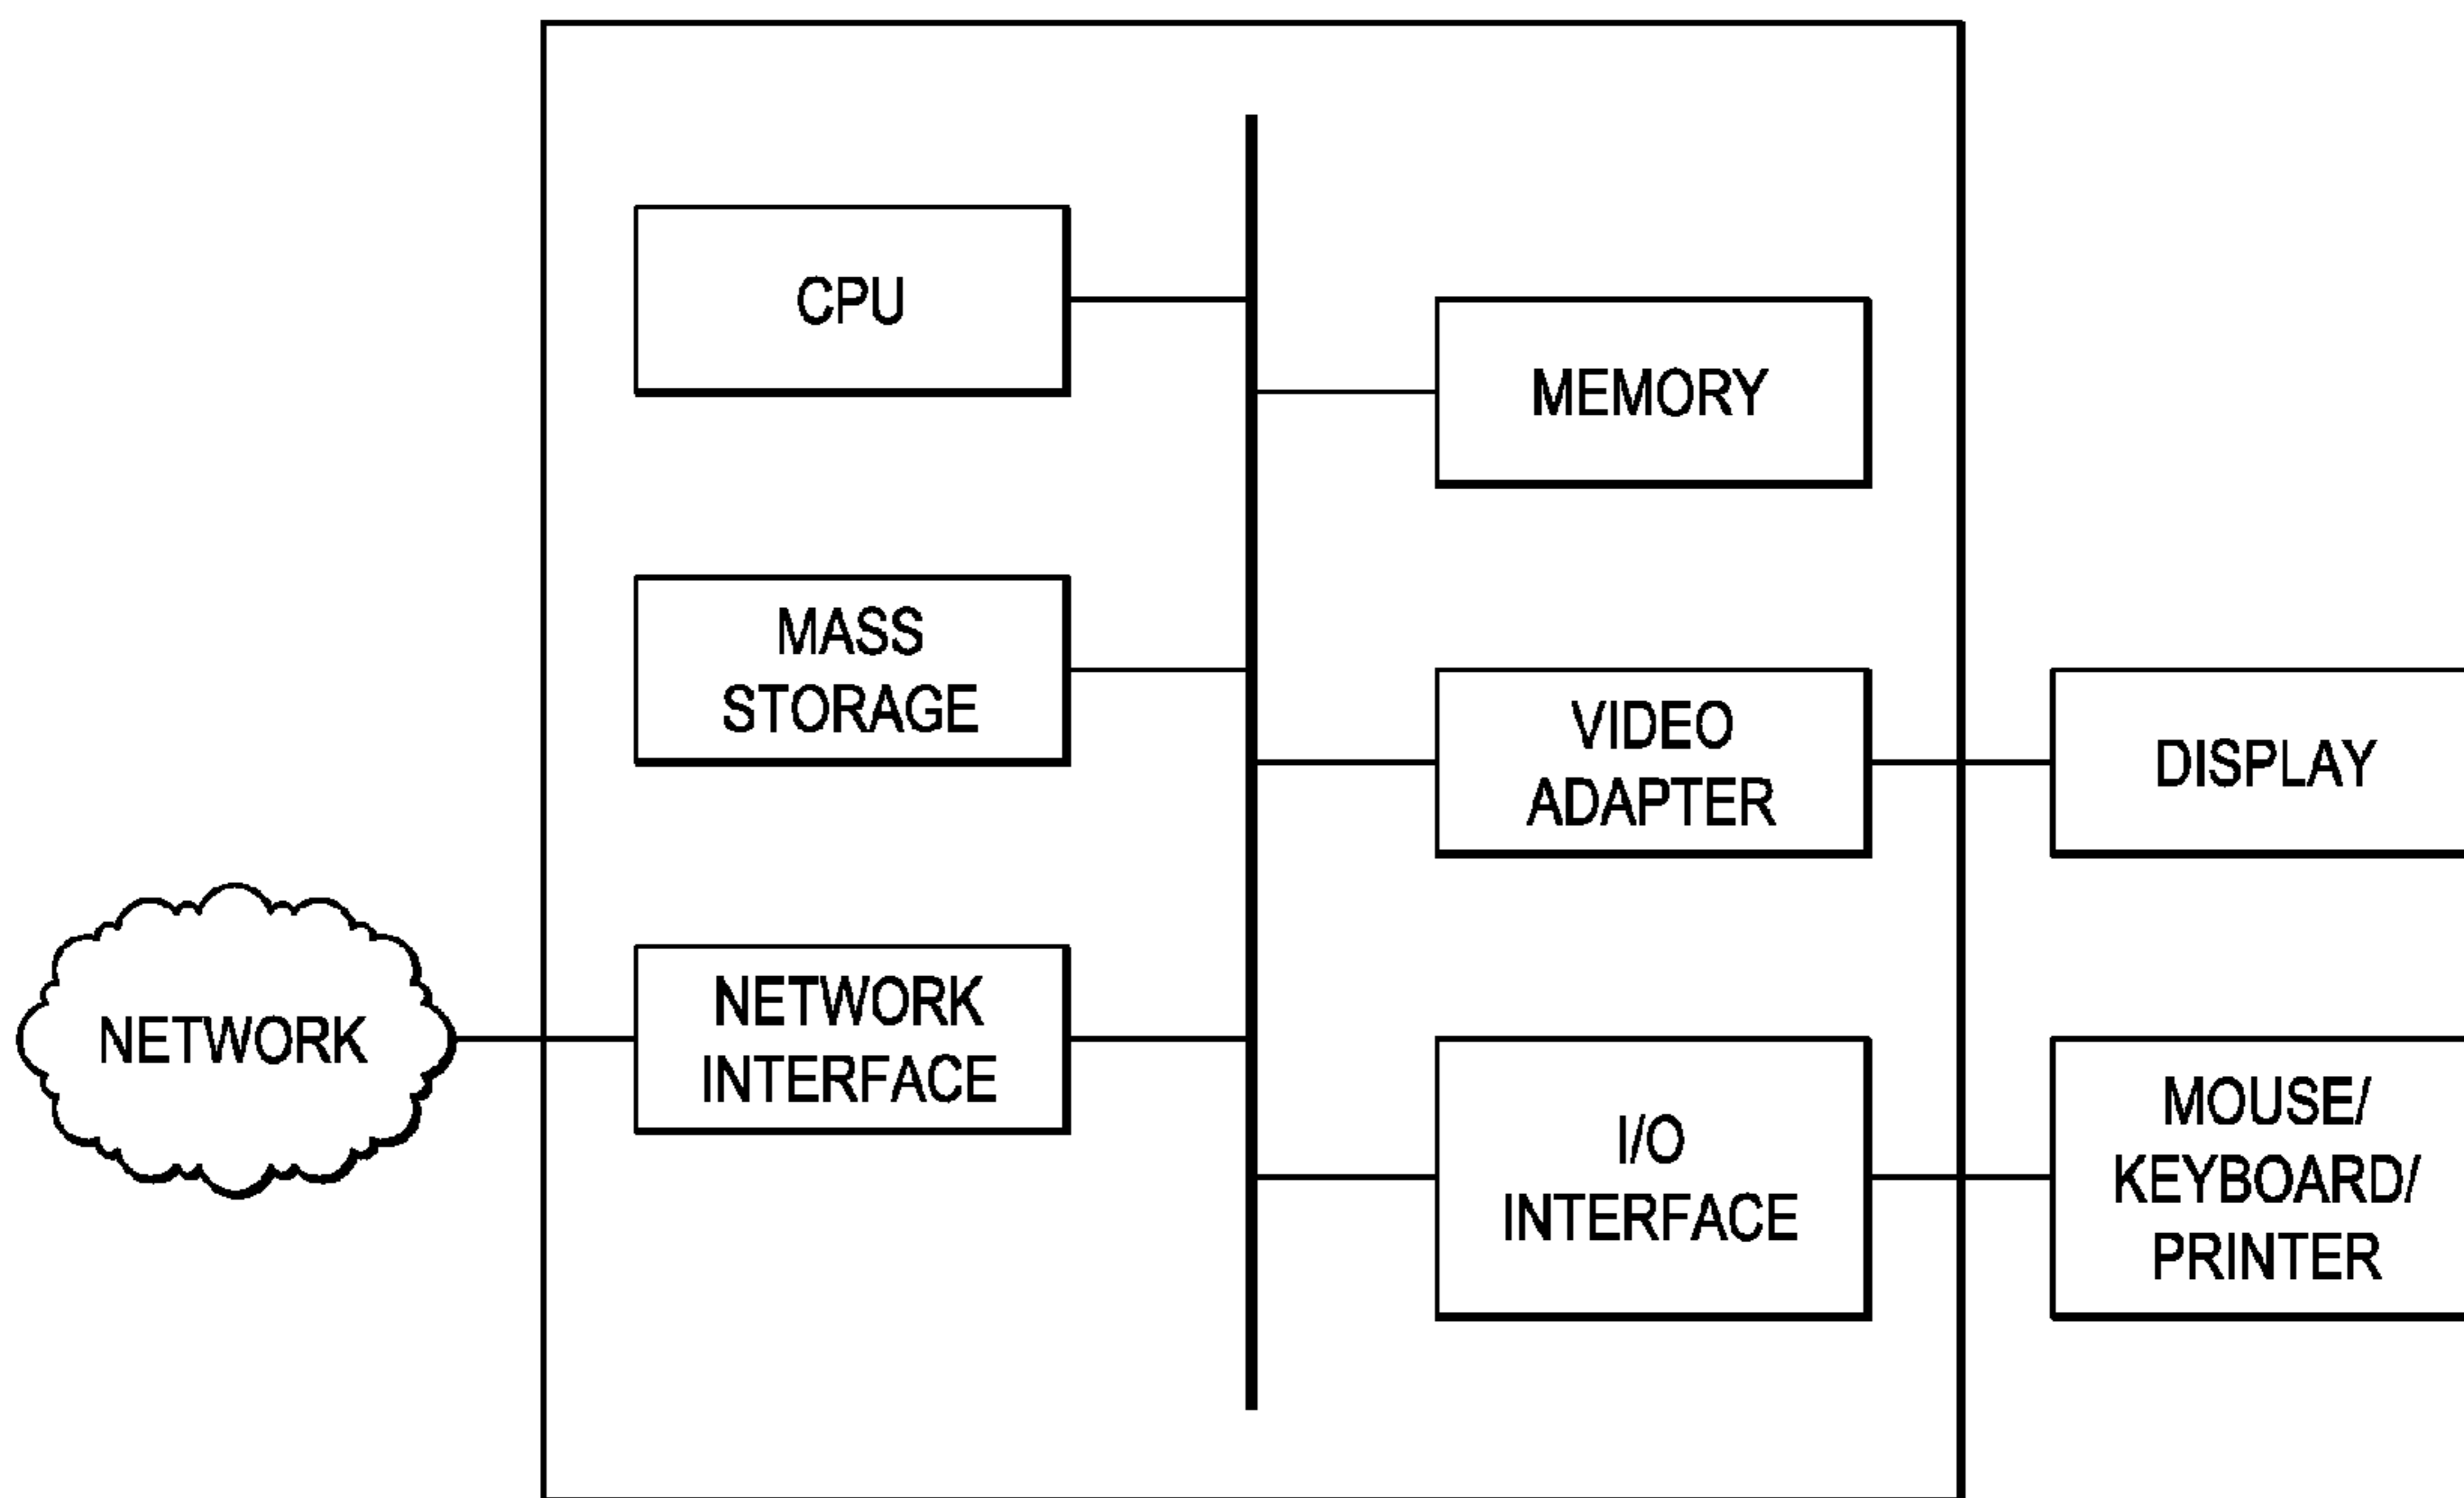 CPU
MEMORY
MASS
STORAGE
VIDEO
ADAPTER
DISPLAY
NETWORK
NETWORK
INTERFACE
I/O
INTERFACE
MOUSE/
KEYBOARD/
PRINTER